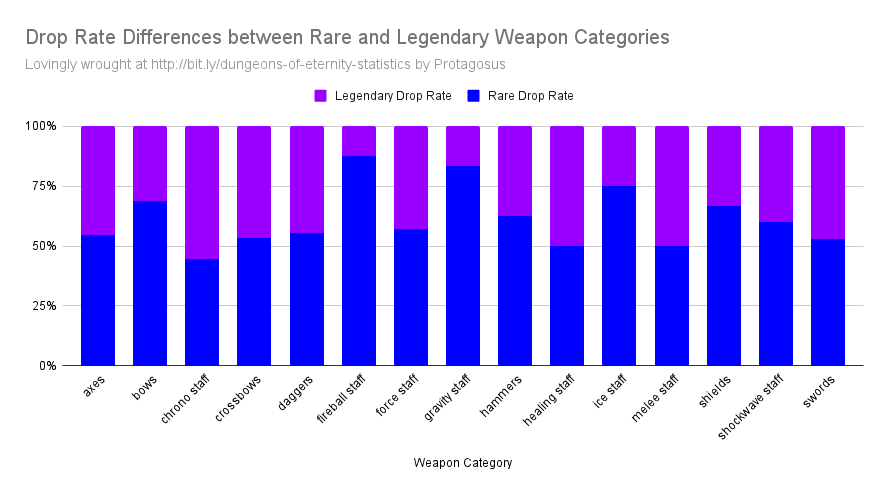 Drop Rate Differences between Rare and Legendary Weapon Categories
Lovingly wrought at http://bit.ly/dungeons-of-eternity-statistics by Protagosus
Legendary Drop Rate Rare Drop Rate
100%
75%
50%
25%
0%
axes
bows
chrono staff
crossbows
daggers
fireball staff
force staff
gravity staff
hammers
healing staff
ice staff
melee staff
shields
shockwave staff
swords
Weapon Category